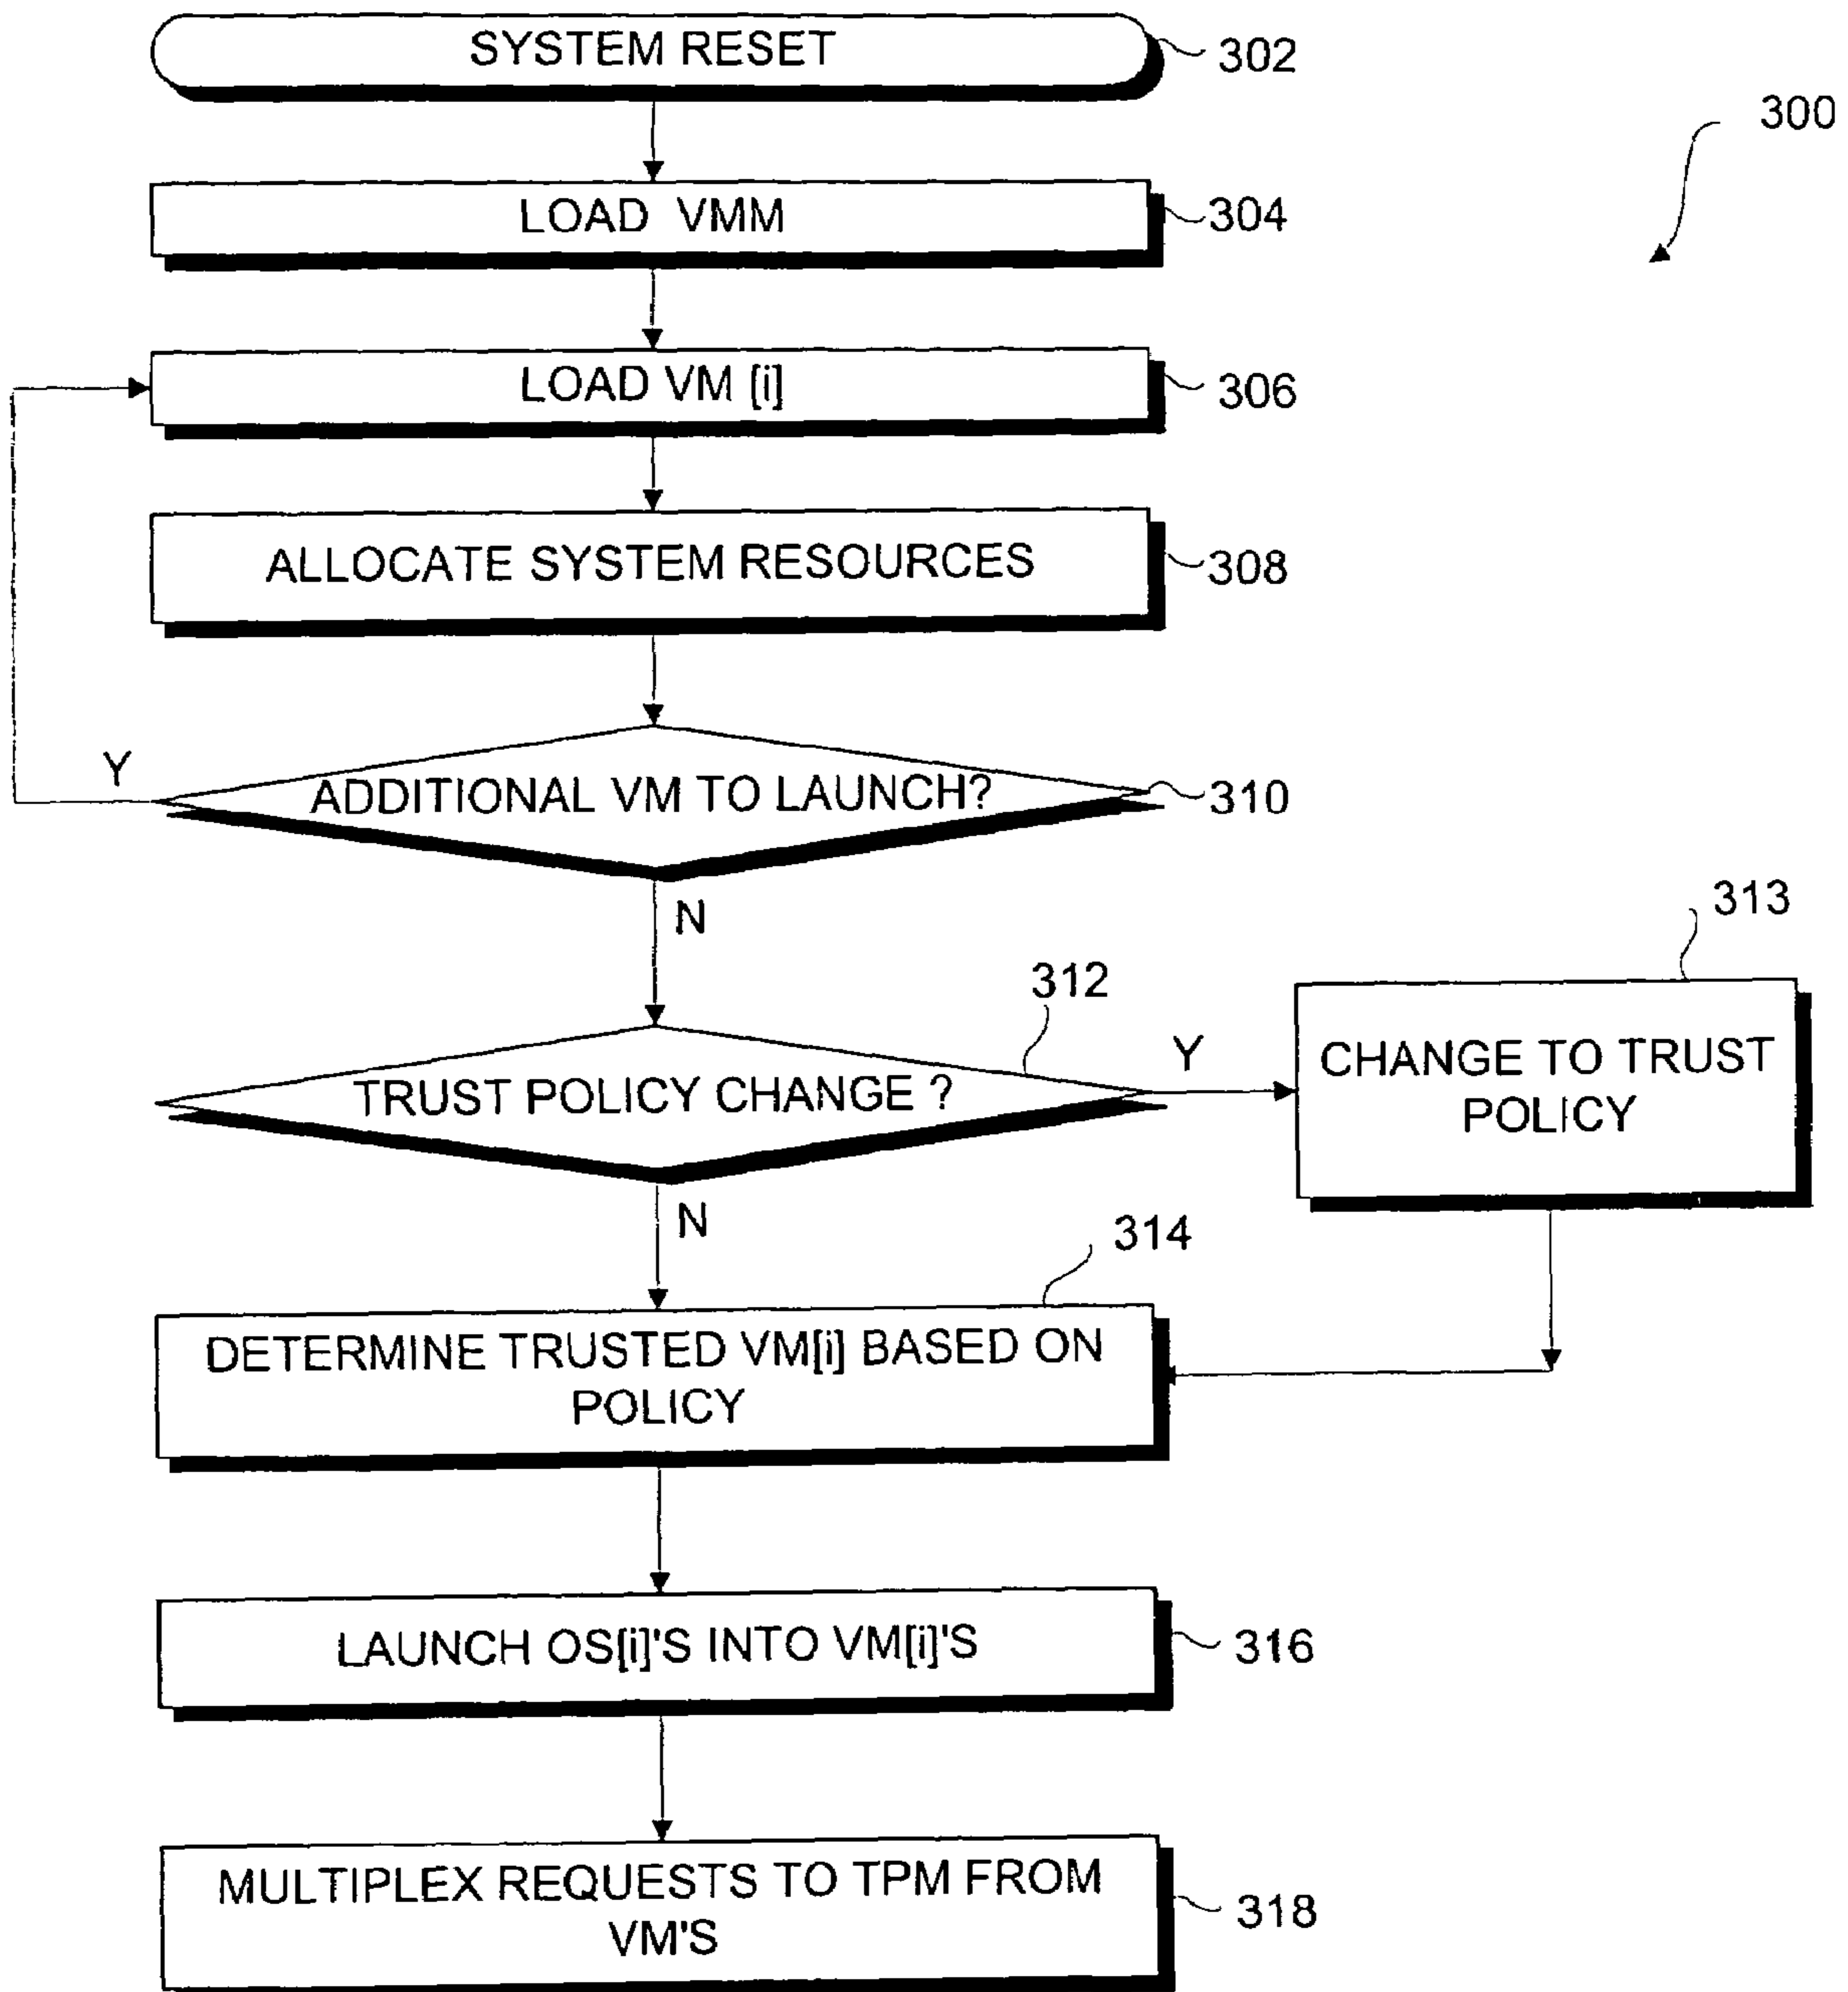 SYSTEM RESET
302
300
LOAD VMM
304
LOAD VM [i]
306
ALLOCATE SYSTEM RESOURCES
308
Y
ADDITIONAL VM TO LAUNCH?
310
N
313
312
TRUST POLICY CHANGE ?
Y
CHANGE TO TRUST
POLICY
N
314
DETERMINE TRUSTED VM[i] BASED ON
POLICY
LAUNCH OS[i]'S INTO VM[i]'S
316
MULTIPLEX REQUESTS TO TPM FROM
VM'S
318